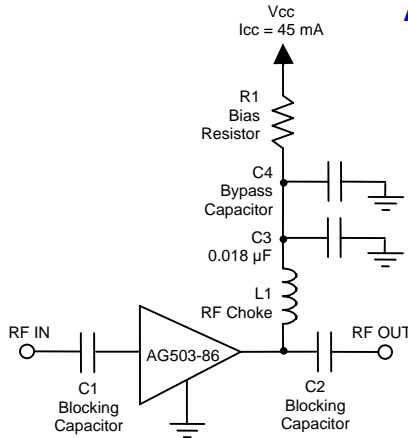 Vcc
Icc = 45 mA
R1
Bias
Resistor
C4
Bypass
Capacitor
C3
0.018 µF
L1
RF Choke
RF IN
AG503-86
RF OUT
C1
Blocking
Capacitor
C2
Blocking
Capacitor